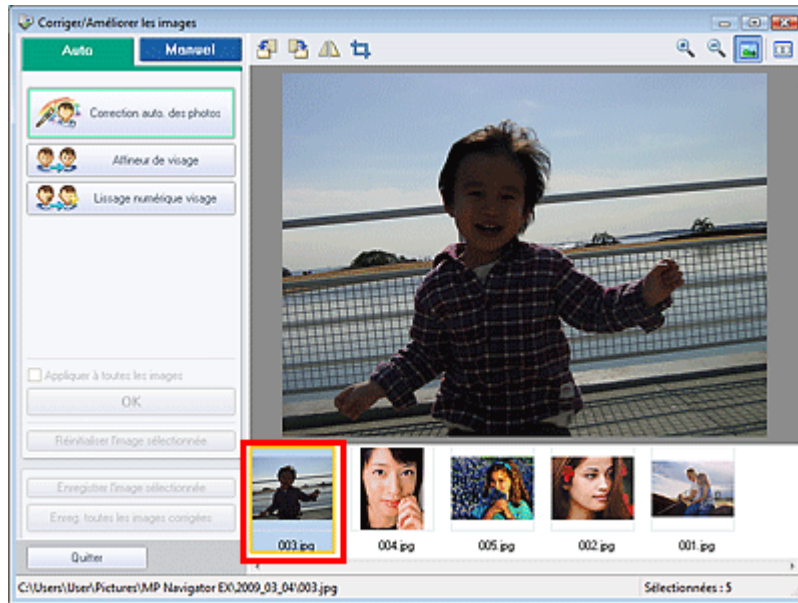 Corriger/Améliorer les images
Auto
Manuel
Correction auto. des photos
Affineur de visage
Lissage numérique visage
Appliquer à toutes les images
OK
Réinitialiser l'image sélectionnée
Enregistrer l'image sélectionnée
Enreg. toutes les images corrigées
Quitter
003.jpg
004.jpg
005.jpg
002.jpg
001.jpg
C:\Users\User\Pictures\MP Navigator EX\2009_03_04\003.jpg
Sélectionnées : 5